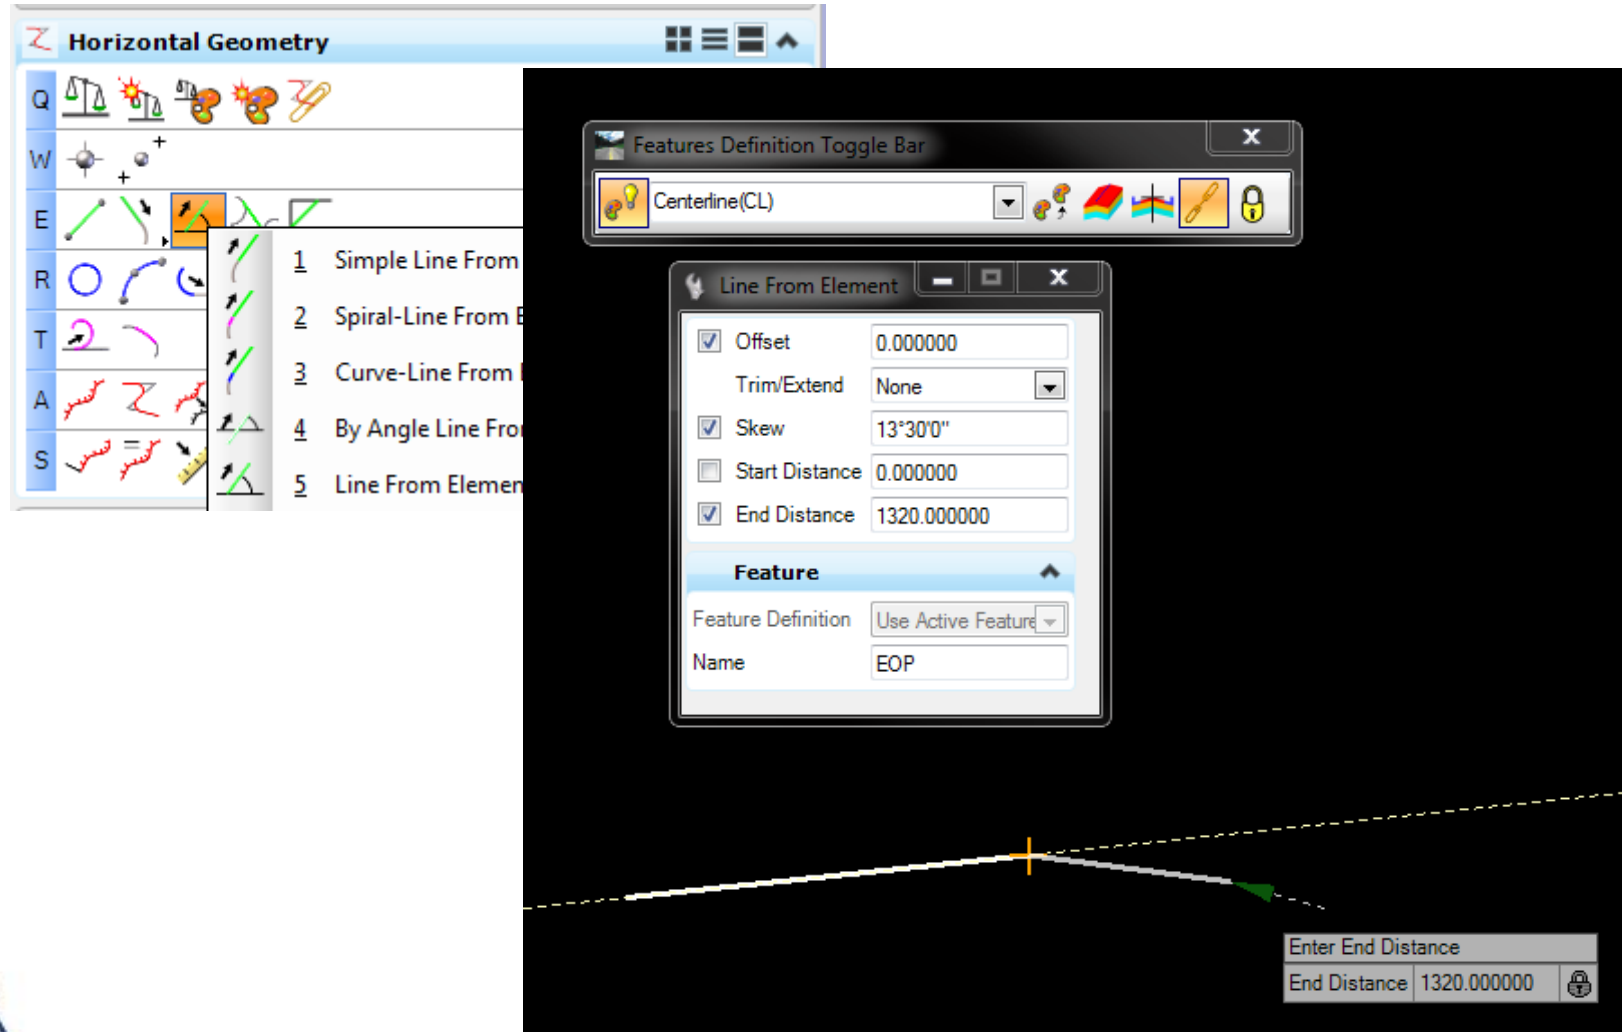 Horizontal Geometry
Q
W
E
R
T
A
S
1 Simple Line From
2 Spiral-Line From E
3 Curve-Line From
4 By Angle Line Fro
5 Line From Elemen
Features Definition Toggle Bar
Centerline(CL)
Line From Element
Offset 0.000000
Trim/Extend None
Skew 13°30'0"
Start Distance 0.000000
End Distance 1320.000000
Feature
Feature Definition Use Active Feature
Name EOP
Enter End Distance
End Distance 1320.000000